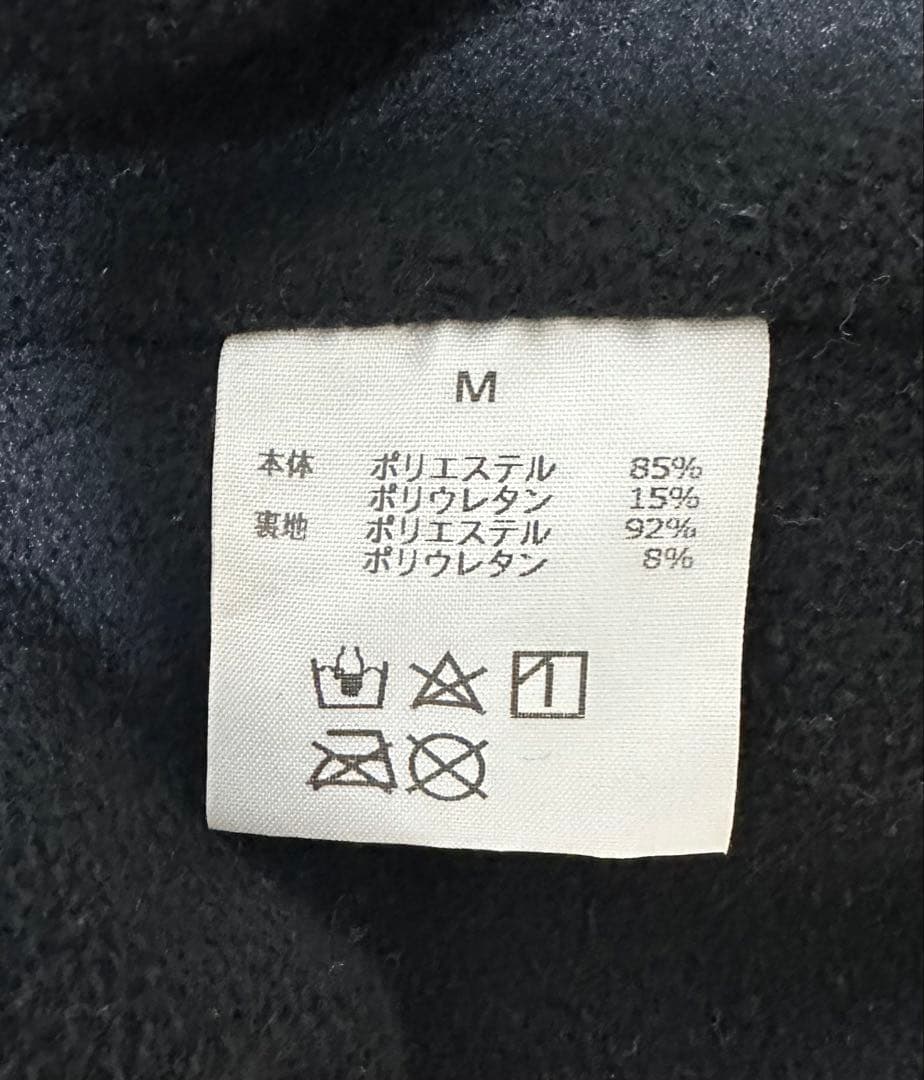 M
本体 ポリエステル 85%
ポリウレタン 15%
裏地 ポリエステル 92%
ポリウレタン 8%